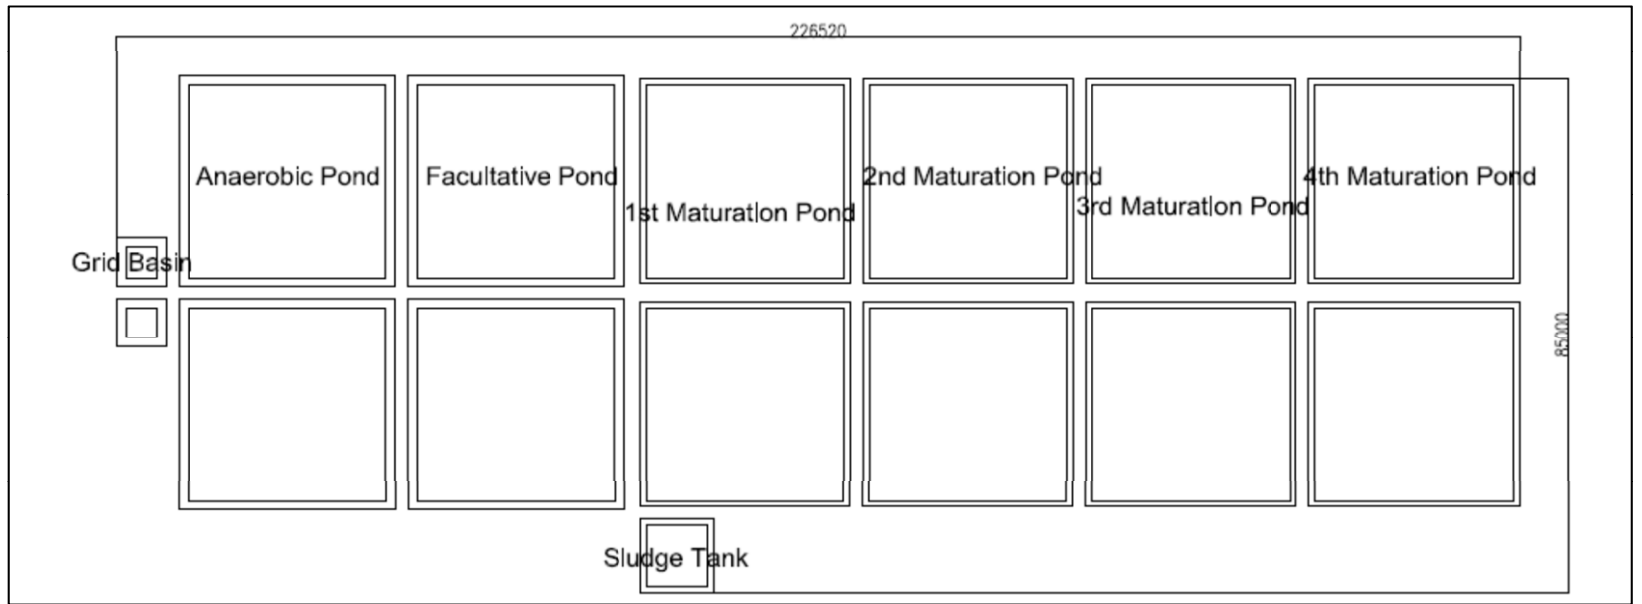 226520
Anaerobic Pond
Facultative Pond
1st Maturation Pond
2nd Maturation Pond
3rd Maturation Pond
4th Maturation Pond
Grid Basin
85000
Sludge Tank